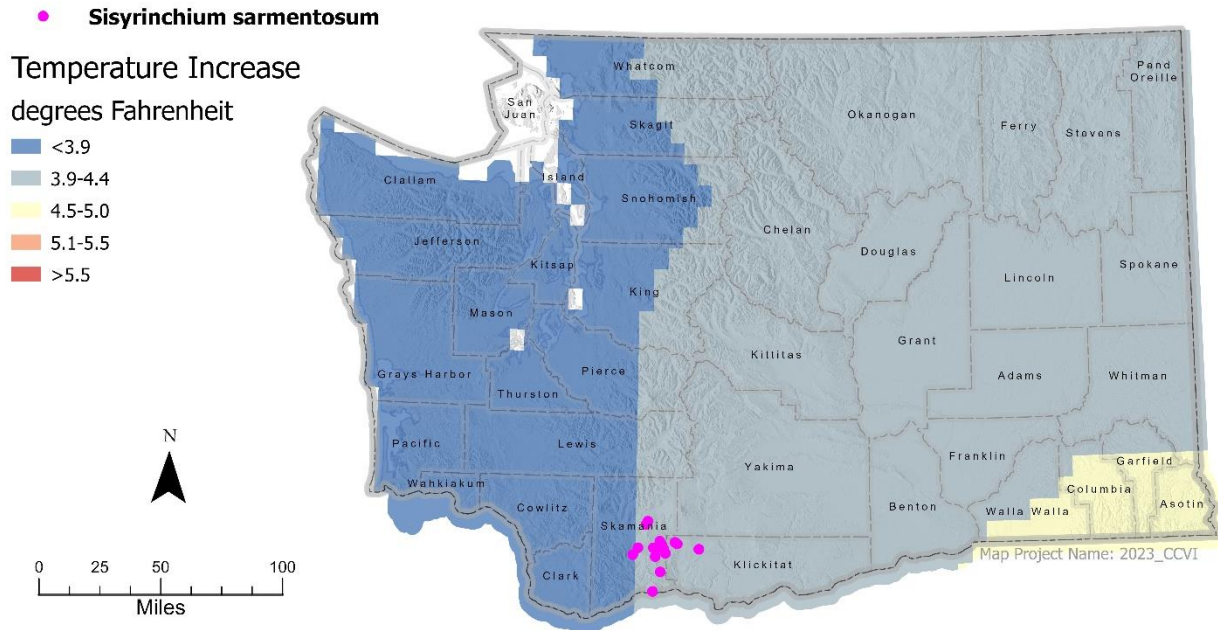 Sisyrinchium sarmentosum
Temperature Increase
degrees Fahrenheit
<3.9
3.9-4.4
4.5-5.0
5.1-5.5
>5.5
Whatcom
Pand
Oreille
San
Juan
Okanogan
Ferry
Stevens
Skagit
Clallam
Island
Snohomish
Chelan
Jefferson
Douglas
Kitsap
Lincoln
Spokane
King
Mason
Grant
Kittitas
Pierce
Adams
Whitman
Grays Harbor
Thurston
Pacific
Lewis
Yakima
Franklin
Garfield
Wahkiakum
Columbia
Asotin
Cowlitz
Benton
Walla Walla
Skamania
Klickitat
Clark
Map Project Name: 2023_CCVI
N
0 25 50 100
Miles